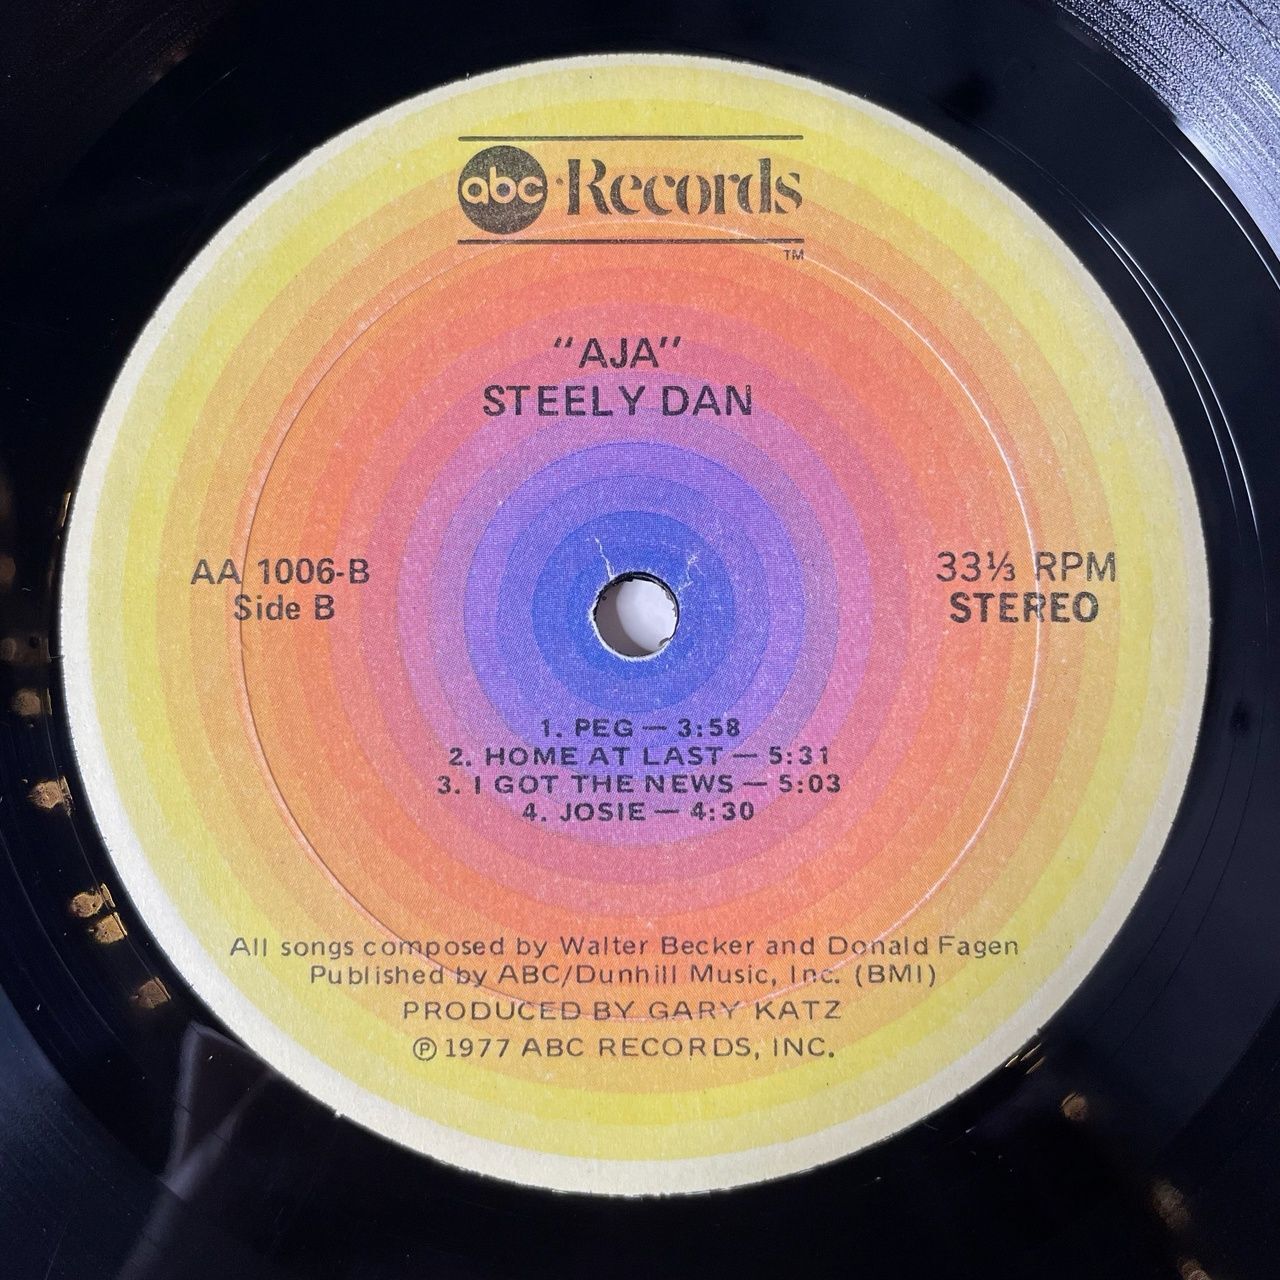 abc Records
TM
“AJA”
STEELY DAN
AA 1006-B
Side B
33⅓ RPM
STEREO
1. PEG — 3:58
2. HOME AT LAST — 5:31
3. I GOT THE NEWS — 5:03
4. JOSIE — 4:30
All songs composed by Walter Becker and Donald Fagen
Published by ABC/Dunhill Music, Inc. (BMI)
PRODUCED BY GARY KATZ
℗ 1977 ABC RECORDS, INC.